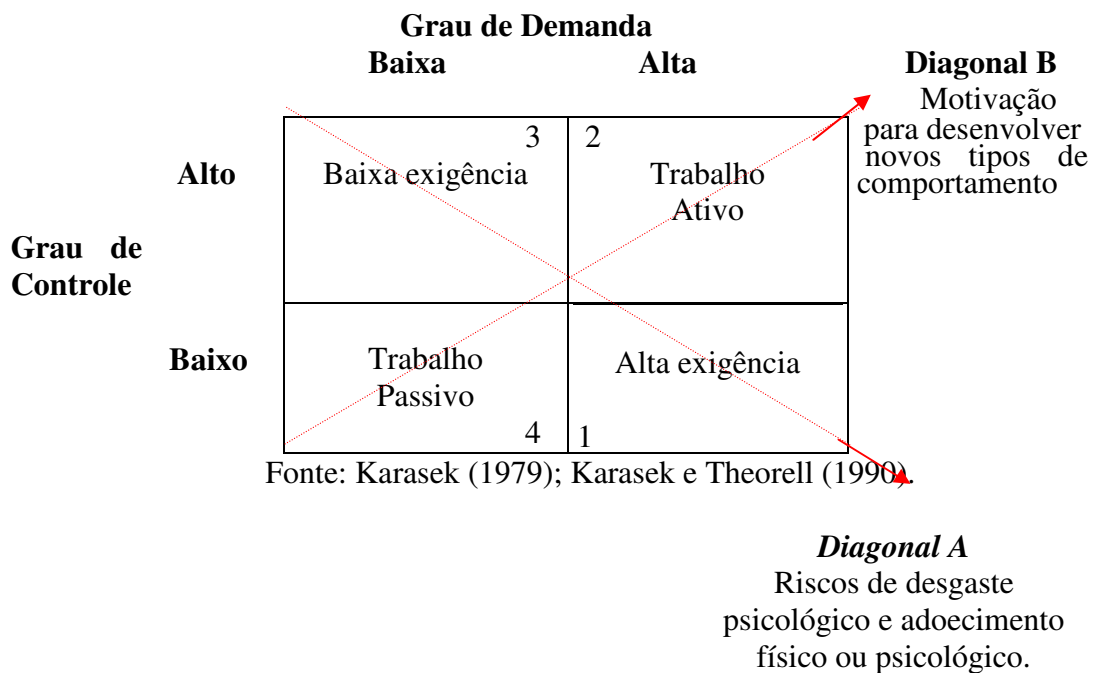 Grau de Demanda
Baixa Alta Diagonal B
Motivação
para desenvolver
novos tipos de
comportamento
3 2
Alto Baixa exigência Trabalho
Ativo
Grau de
Controle
Baixo Trabalho Alta exigência
Passivo
4 1
Fonte: Karasek (1979); Karasek e Theorell (1990).
Diagonal A
Riscos de desgaste
psicológico e adoecimento
físico ou psicológico.